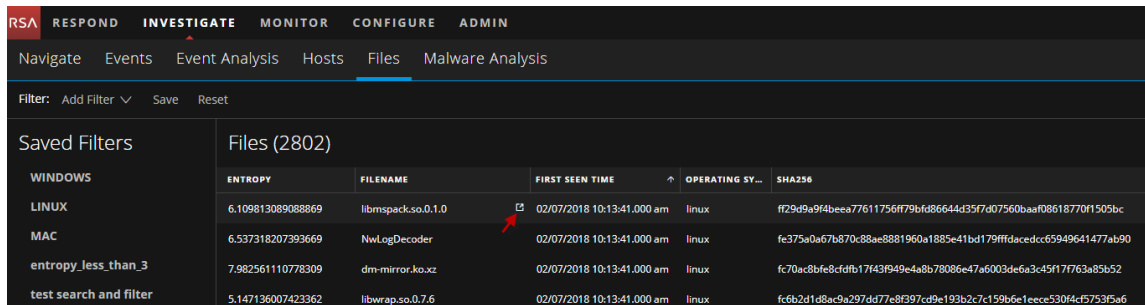 RSA RESPOND INVESTIGATE MONITOR CONFIGURE ADMIN
Navigate Events Event Analysis Hosts Files Malware Analysis
Filter: Add Filter Save Reset
Saved Filters
Files (2802)
WINDOWS
LINUX
MAC
entropy_less_than_3
test search and filter
ENTROPY FILENAME FIRST SEEN TIME OPERATING SY... SHA256
6.109813089088869 libmspack.so.0.1.0 02/07/2018 10:13:41.000 am linux ff29d9a9f4beea77611756ff79bfd86644d35f7d07560baaf08618770f1505bc
6.537318207393669 NwLogDecoder 02/07/2018 10:13:41.000 am linux fe375a0a67b870c88ae8881960a1885e41bd179fffdacedcc65949641477ab90
7.982561110778309 dm-mirror.ko.xz 02/07/2018 10:13:41.000 am linux fc70ac8bfe8cfdfb17f43f949e4a8b78086e47a6003de6a3c45f17f763a85b52
5.147136007423362 libwrap.so.0.7.6 02/07/2018 10:13:41.000 am linux fc6b2d1d8ac9a297dd77e8f397cd9e193b2c7c159b6e1eece530f4cf5753f5a6